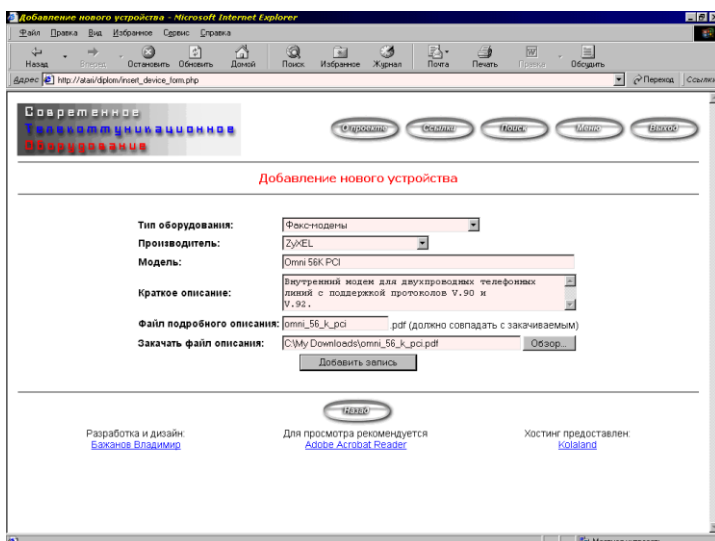 Добавление нового устройства - Microsoft Internet Explorer
Файл Правка Вид Избранное Сервис Справка
Назад Вперед Остановить Обновить Домой Поиск Избранное Журнал Почта Печать Правка Обсудить
Адрес http://atari/diplom/insert_device_form.php Переход Ссылки
Современное
Телекоммуникационное
Оборудование
О проекте Ссылки Поиск Меню Выход
Добавление нового устройства
Тип оборудования: Факс-модемы
Производитель: ZyXEL
Модель: Omni 56K PCI
Краткое описание: Внутренний модем для двухпроводных телефонных
линий с поддержкой протоколов V.90 и
V.92.
Файл подробного описания: omni_56_k_pci .pdf (должно совпадать с закачиваемым)
Закачать файл описания: C:\My Downloads\omni_56_k_pci.pdf Обзор...
Добавить запись
Назад
Разработка и дизайн: Для просмотра рекомендуется Хостинг предоставлен:
Бажанов Владимир Adobe Acrobat Reader Kolaland